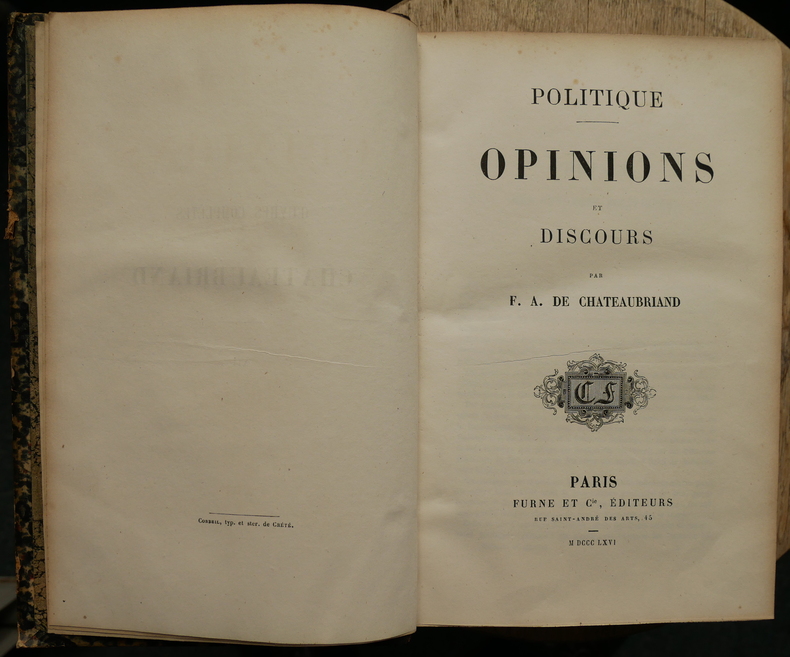 Corbeil, typ. et stér. de Crété.
POLITIQUE
OPINIONS
ET
DISCOURS
PAR
F. A. DE CHATEAUBRIAND
CF
PARIS
FURNE ET Cie, ÉDITEURS
RUE SAINT-ANDRÉ DES ARTS, 45
M DCCC LXVI